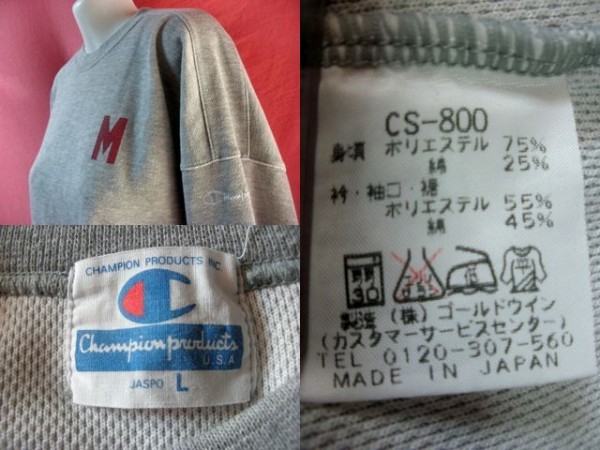 M
Champion
CHAMPION PRODUCTS INC
Champion products
U.S.A
JASPO L
CS-800
身頃 ポリエステル 75%
綿 25%
衿・袖口・裾
ポリエステル 55%
綿 45%
製造 (株)ゴールドウイン
(カスタマーサービスセンター)
TEL 0120-307-560
MADE IN JAPAN